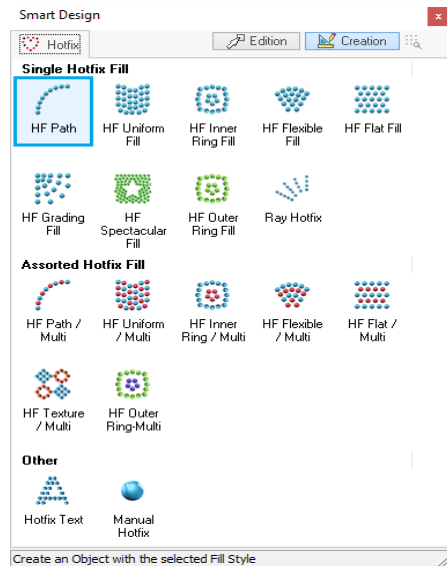 Smart Design
x
Hotfix
Edition
Creation
Single Hotfix Fill
HF Path
HF Uniform
Fill
HF Inner
Ring Fill
HF Flexible
Fill
HF Flat Fill
HF Grading
Fill
HF
Spectacular
Fill
HF Outer
Ring Fill
Ray Hotfix
Assorted Hotfix Fill
HF Path /
Multi
HF Uniform
/ Multi
HF Inner
Ring / Multi
HF Flexible
/ Multi
HF Flat /
Multi
HF Texture
/ Multi
HF Outer
Ring-Multi
Other
Hotfix Text
Manual
Hotfix
Create an Object with the selected Fill Style